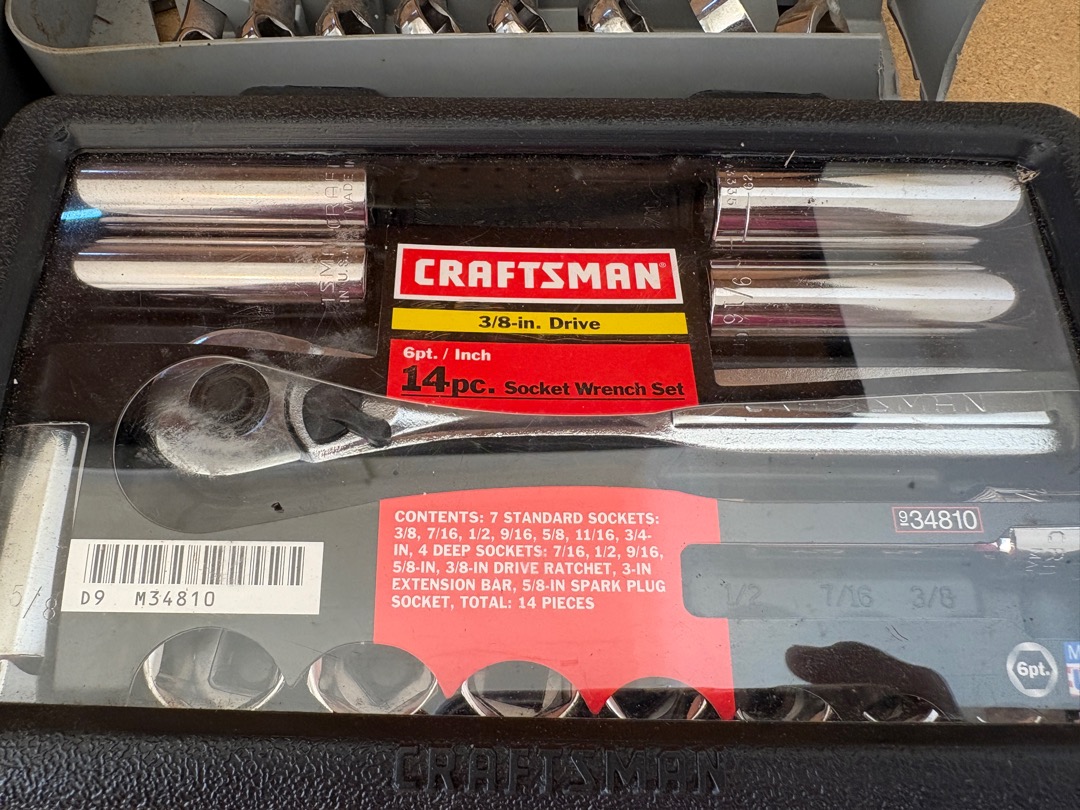 CRAFTSMAN
3/8-in. Drive
6pt. / Inch
14pc. Socket Wrench Set
CRAFTSMAN
CONTENTS: 7 STANDARD SOCKETS:
3/8, 7/16, 1/2, 9/16, 5/8, 11/16, 3/4-
IN, 4 DEEP SOCKETS: 7/16, 1/2, 9/16,
5/8-IN, 3/8-IN DRIVE RATCHET, 3-IN
EXTENSION BAR, 5/8-IN SPARK PLUG
SOCKET, TOTAL: 14 PIECES
934810
D9 M34810
5/8
1/2 7/16 3/8
6pt.
CRAFTSMAN